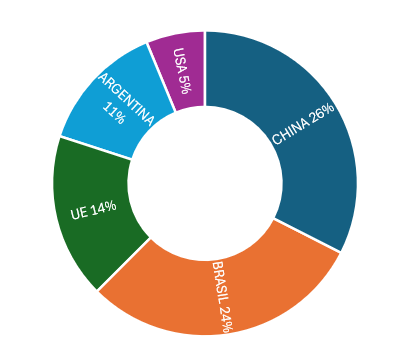 CHINA 26%
BRASIL 24%
UE 14%
ARGENTINA
11%
USA 5%